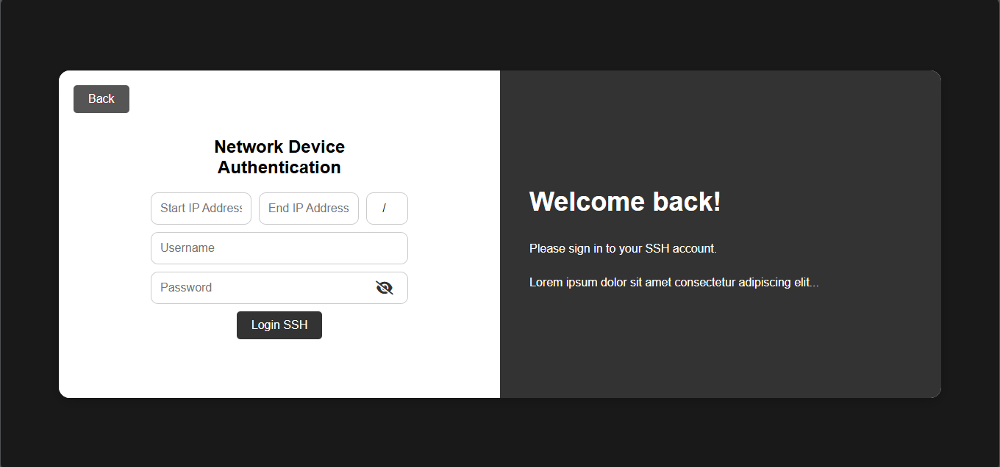 Back
Network Device
Authentication
Start IP Address
End IP Address
/
Username
Password
Login SSH
Welcome back!
Please sign in to your SSH account.
Lorem ipsum dolor sit amet consectetur adipiscing elit...